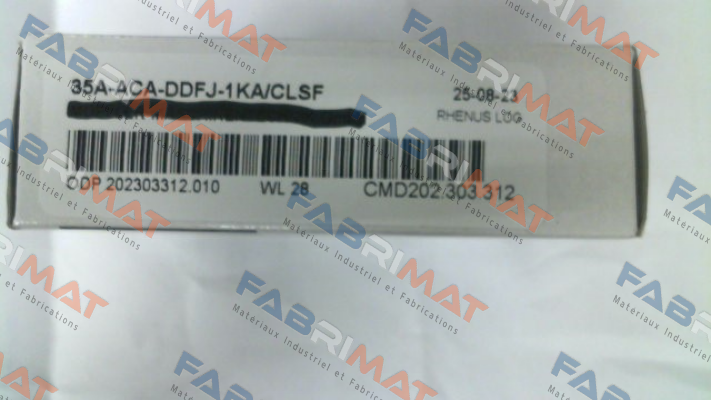 35A-ACA-DDFJ-1KA/CLSF
25-08-23
RHENUS LOG
ODP 202303312.010 WL 28 CMD202/303.312
FABRIMAT
Matériaux Industriel et Fabrications